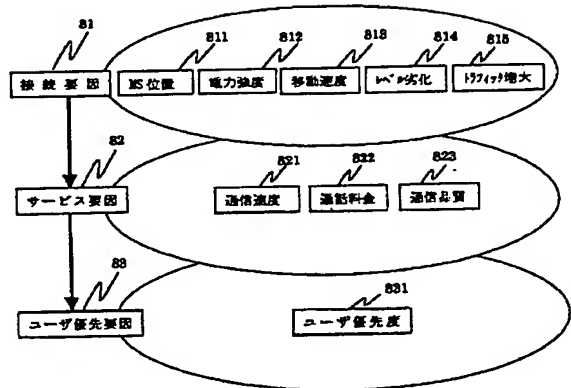 81
811 812 813 814 815
接続要因 MS位置 電力強度 移動速度 ﾚﾍﾞﾙ劣化 ﾄﾗﾌｨｯｸ増大
82
821 822 823
サービス要因 通信速度 通話料金 通信品質
83
831
ユーザ優先要因 ユーザ優先度